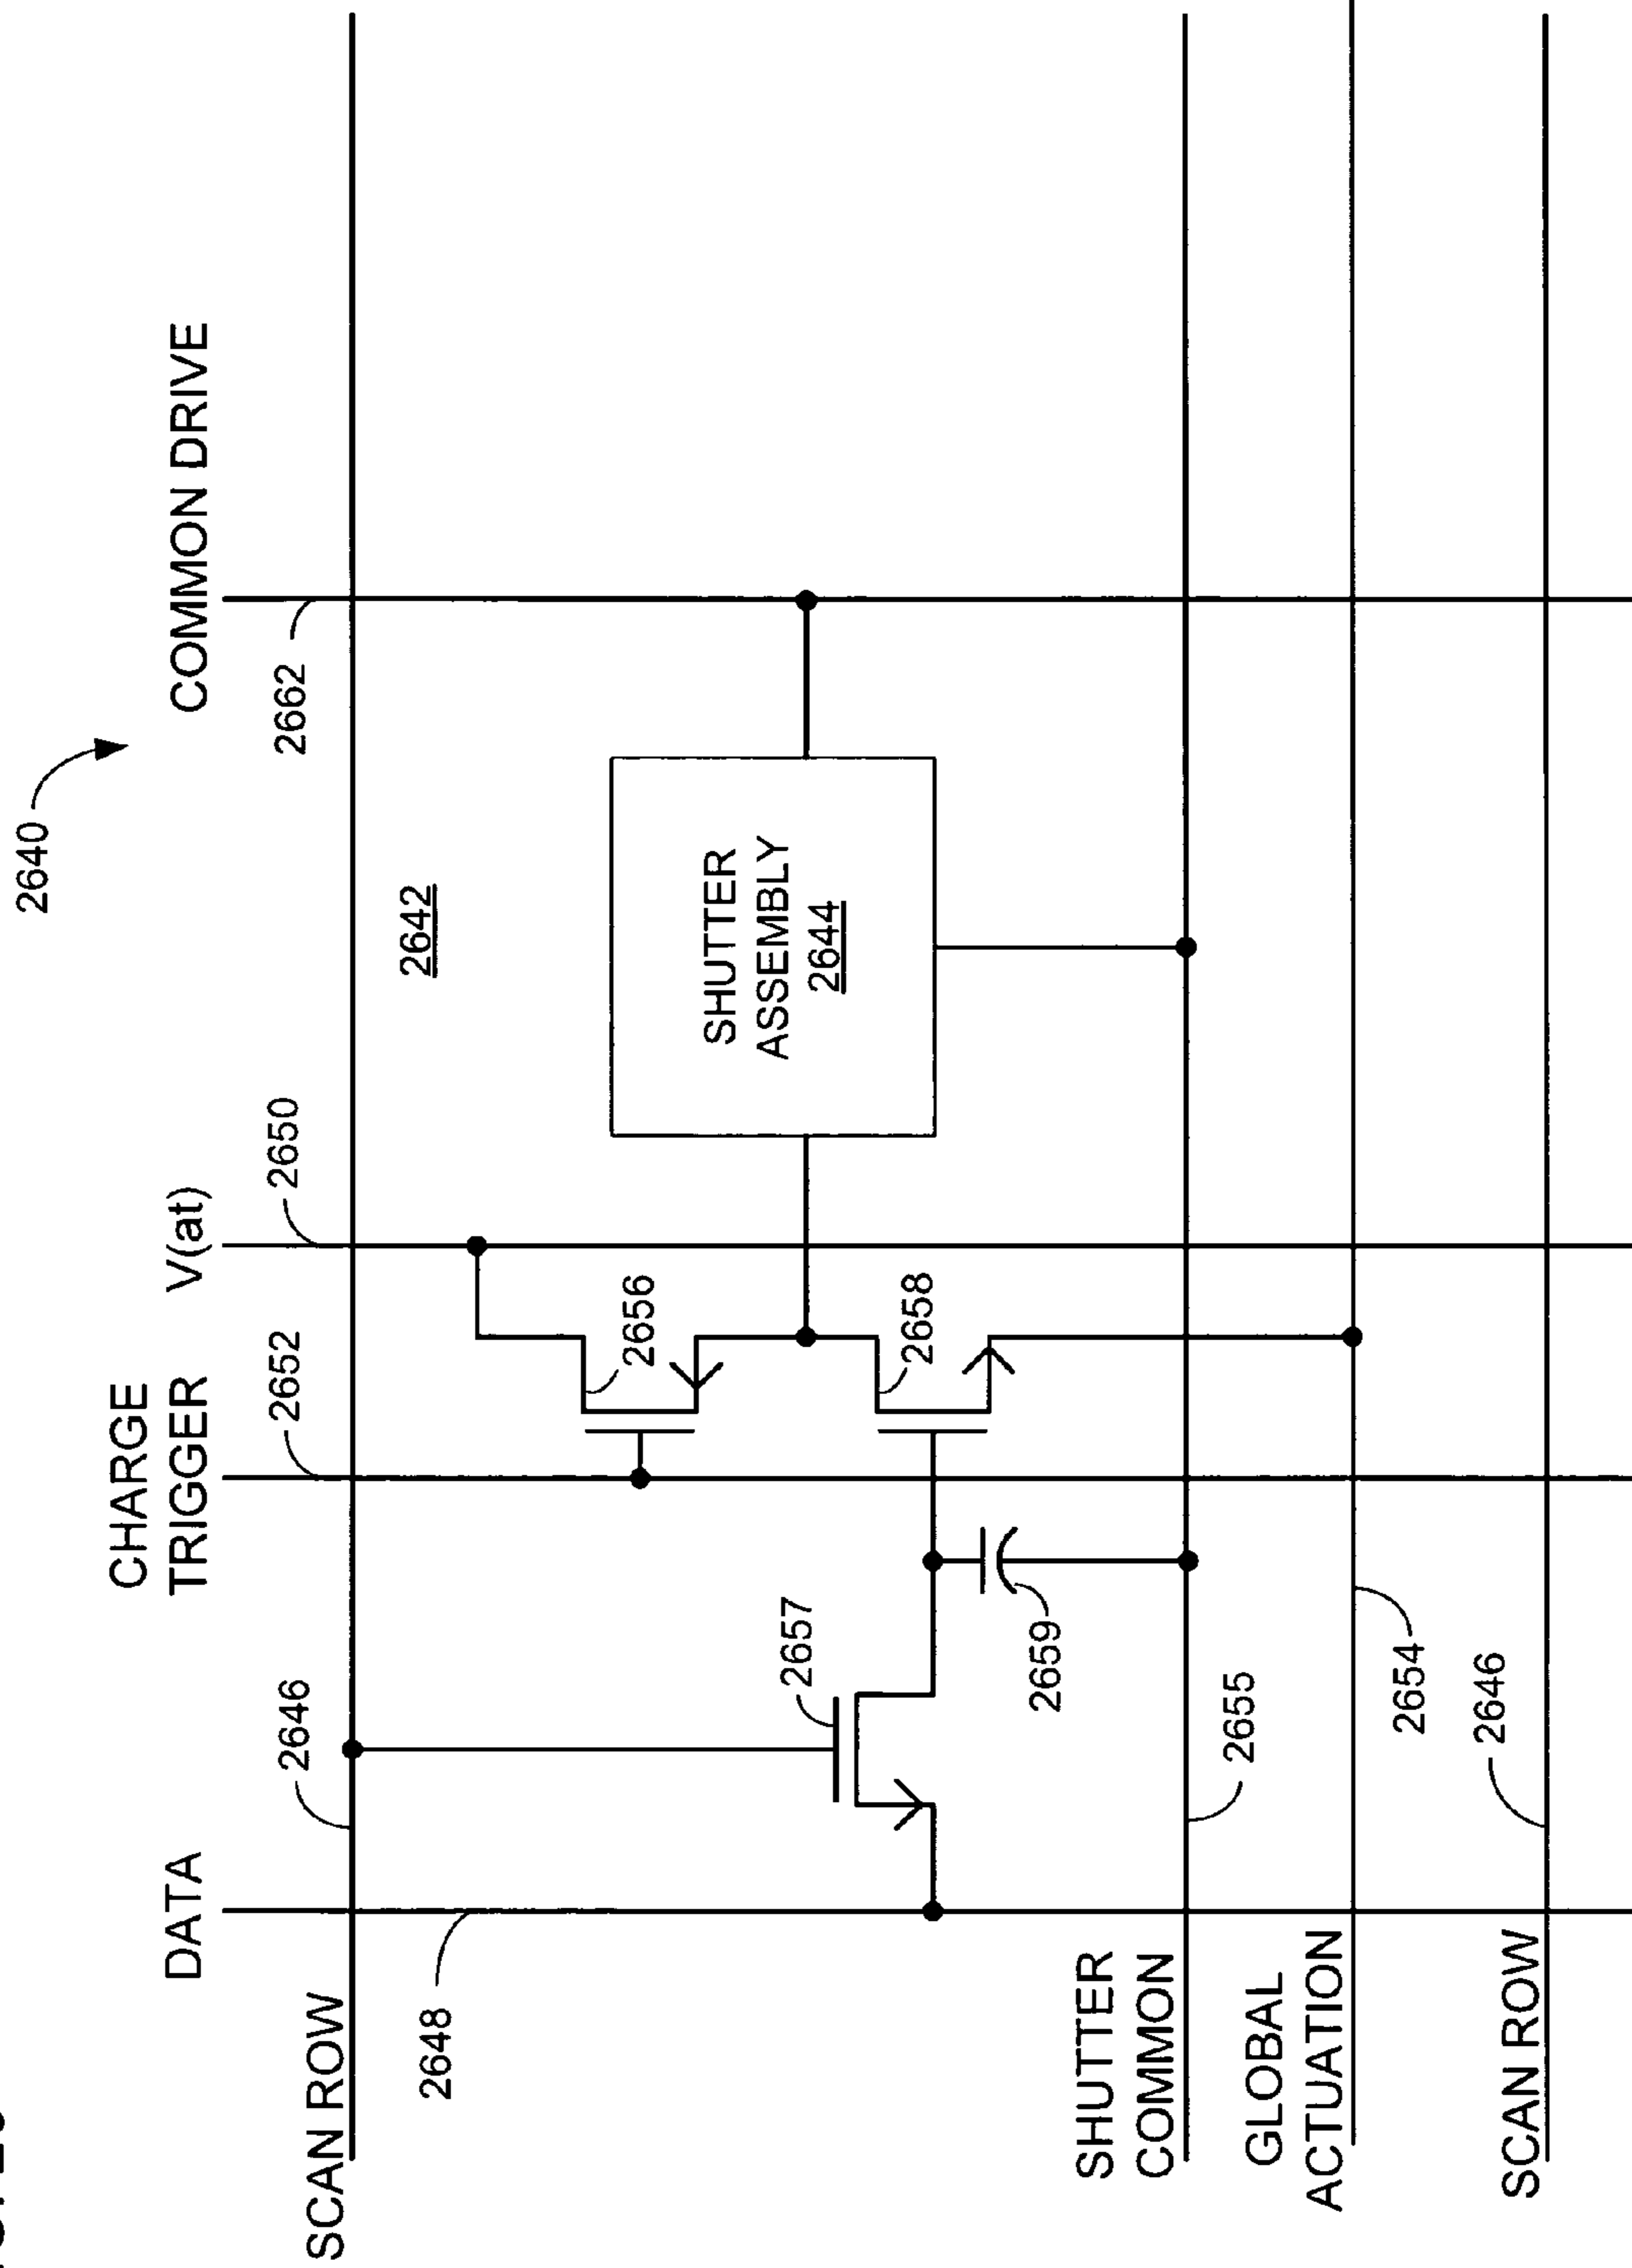 2640
CHARGE
TRIGGER
DATA
V(at)
COMMON DRIVE
SCAN ROW
2646
2652
2650
2662
2648
2642
2656
SHUTTER
ASSEMBLY
2644
2657
2658
2659
SHUTTER
COMMON
2655
GLOBAL
ACTUATION
2654
SCAN ROW
2646